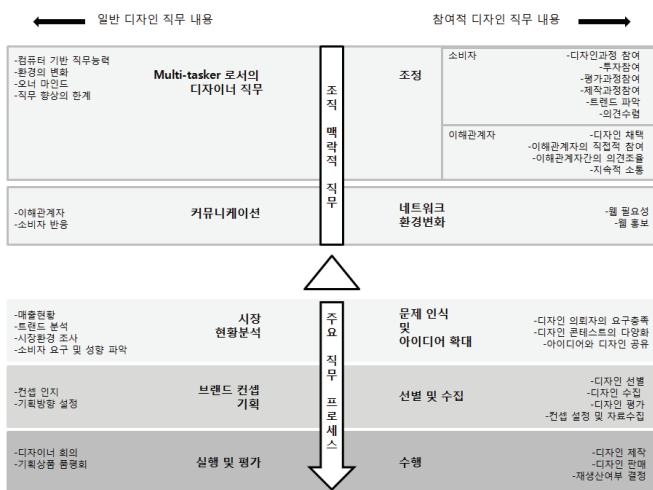 일반 디자인 직무 내용
참여적 디자인 직무 내용
-컴퓨터 기반 직무능력
-환경의 변화
-오너 마인드
-직무 향상의 한계
Multi-tasker 로서의
디자이너 직무
조직 맥락적 직무
조정
소비자
-디자인과정 참여
-투자참여
-평가과정참여
-제작과정참여
-트렌드 파악
-의견수렴
이해관계자
-디자인 채택
-이해관계자의 직접적 참여
-이해관계자간의 의견조율
-지속적 소통
-이해관계자
-소비자 반응
커뮤니케이션
네트워크
환경변화
-웹 필요성
-웹 홍보
-매출현황
-트렌드 분석
-시장환경 조사
-소비자 요구 및 성향 파악
시장
현황분석
주요 직무 프로세스
문제 인식
및
아이디어 확대
-디자인 의뢰자의 요구충족
-디자인 콘테스트의 다양화
-아이디어와 디자인 공유
-컨셉 인지
-기획방향 설정
브랜드 컨셉
기획
선별 및 수집
-디자인 선별
-디자인 수집
-디자인 평가
-컨셉 설정 및 자료수집
-디자이너 회의
-기획상품 품평회
실행 및 평가
수행
-디자인 제작
-디자인 판매
-재생산여부 결정